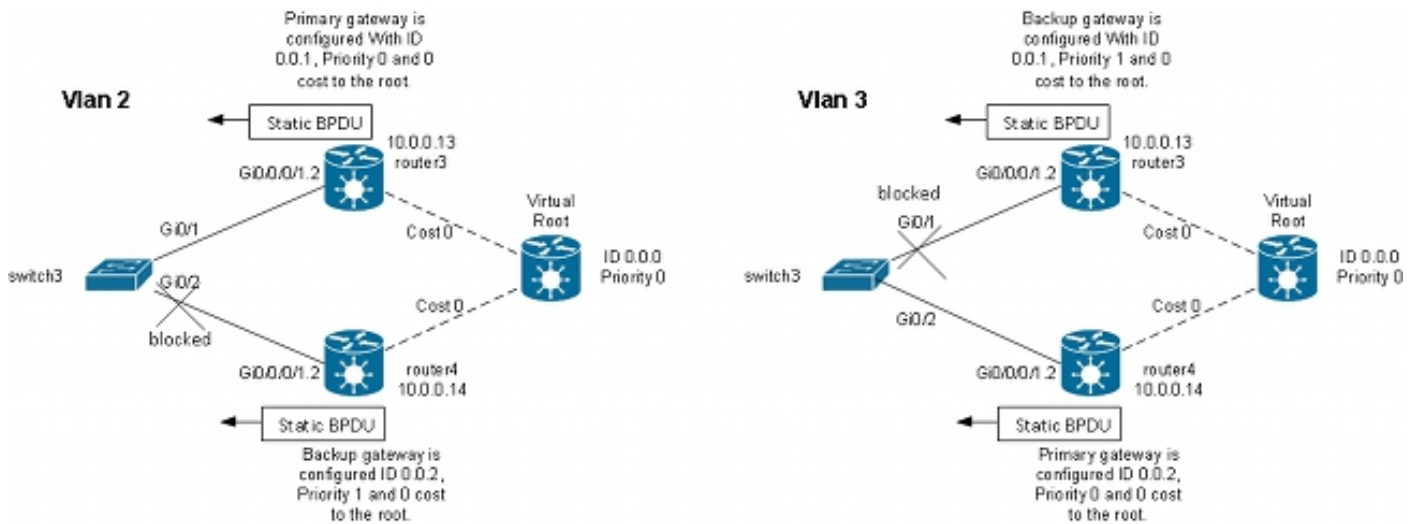 Primary gateway is
configured With ID
0.0.1, Priority 0 and 0
cost to the root.
Vlan 2
Static BPDU
10.0.0.13
router3
Gi0/0/0/1.2
Gi0/1
Cost 0
Virtual
Root
ID 0.0.0
Priority 0
switch3
Gi0/2
blocked
Cost 0
Gi0/0/0/1.2
router4
10.0.0.14
Static BPDU
Backup gateway is
configured ID 0.0.2,
Priority 1 and 0 cost
to the root.
Backup gateway is
configured With ID
0.0.1, Priority 1 and 0
cost to the root.
Vlan 3
Static BPDU
10.0.0.13
router3
Gi0/0/0/1.2
blocked
Gi0/1
Cost 0
Virtual
Root
ID 0.0.0
Priority 0
switch3
Gi0/2
Cost 0
Gi0/0/0/1.2
router4
10.0.0.14
Static BPDU
Primary gateway is
configured ID 0.0.2,
Priority 0 and 0 cost
to the root.